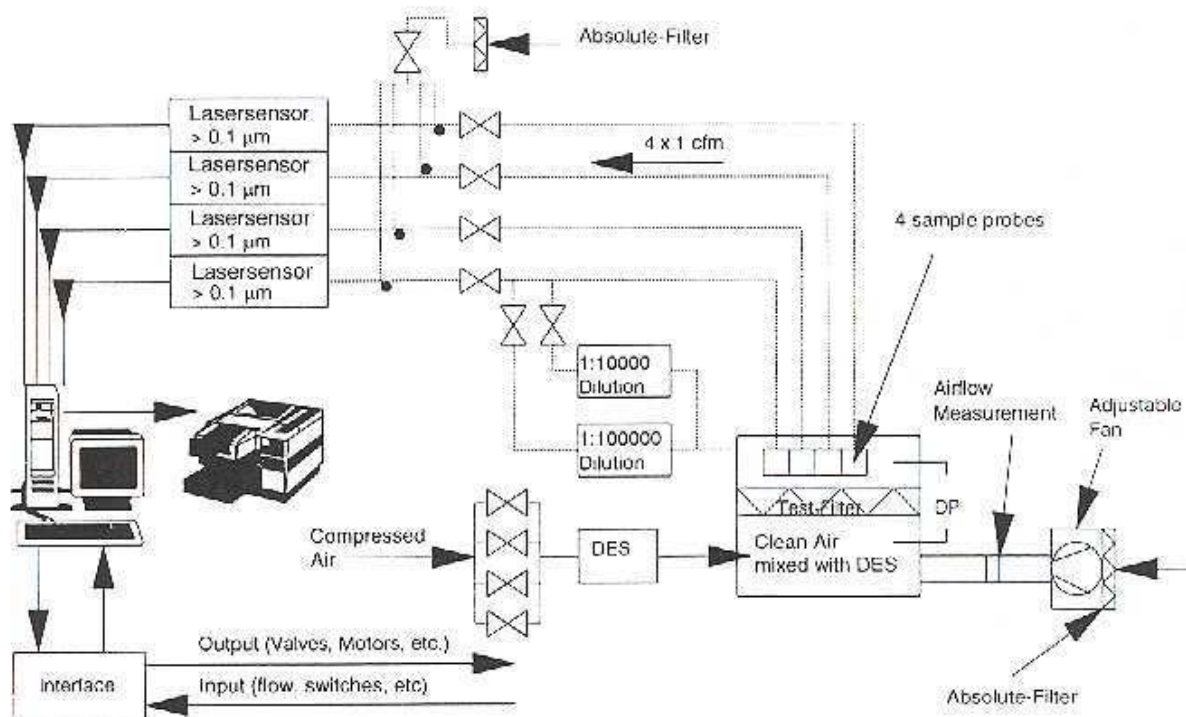 Absolute-Filter
Lasersensor
> 0.1 µm
Lasersensor
> 0.1 µm
Lasersensor
> 0.1 µm
Lasersensor
> 0.1 µm
4 x 1 cfm
4 sample probes
1:10000
Dilution
1:100000
Dilution
Airflow
Measurement
Adjustable
Fan
Test-Filter
DP
Compressed
Air
DES
Clean Air
mixed with DES
Output (Valves, Motors, etc.)
Input (flow, switches, etc)
Interface
Absolute-Filter